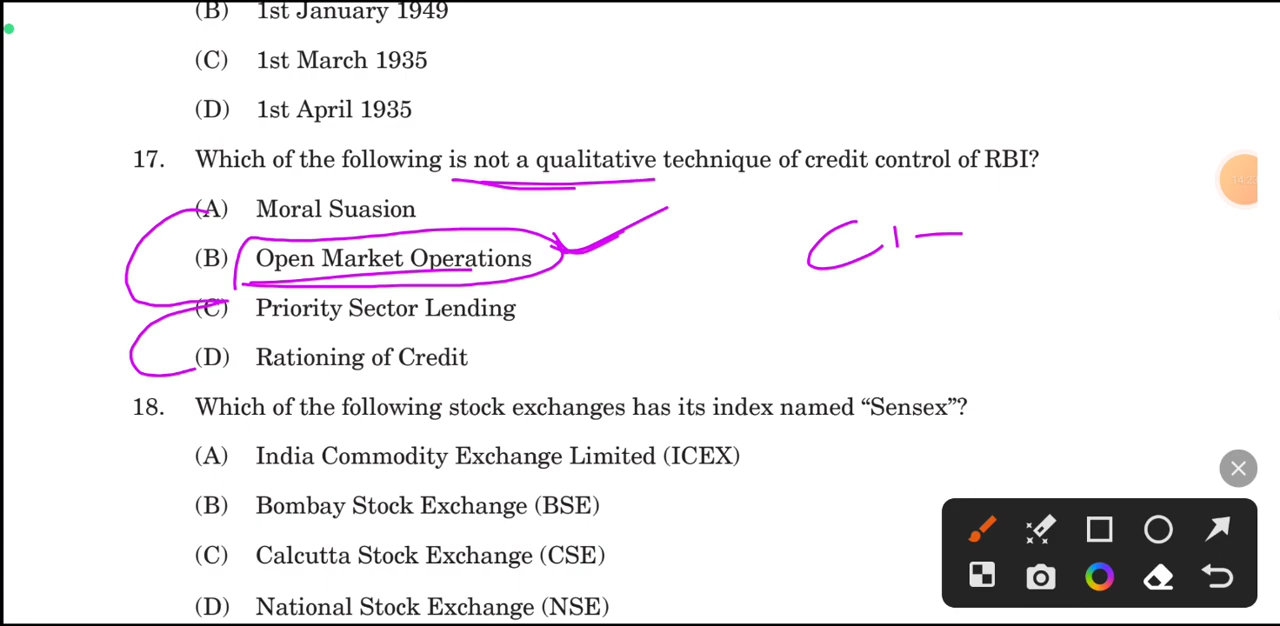 (B) 1st January 1949
(C) 1st March 1935
(D) 1st April 1935
17. Which of the following is not a qualitative technique of credit control of RBI?
(A) Moral Suasion
(B) Open Market Operations
(C) Priority Sector Lending
(D) Rationing of Credit
18. Which of the following stock exchanges has its index named “Sensex”?
(A) India Commodity Exchange Limited (ICEX)
(B) Bombay Stock Exchange (BSE)
(C) Calcutta Stock Exchange (CSE)
(D) National Stock Exchange (NSE)